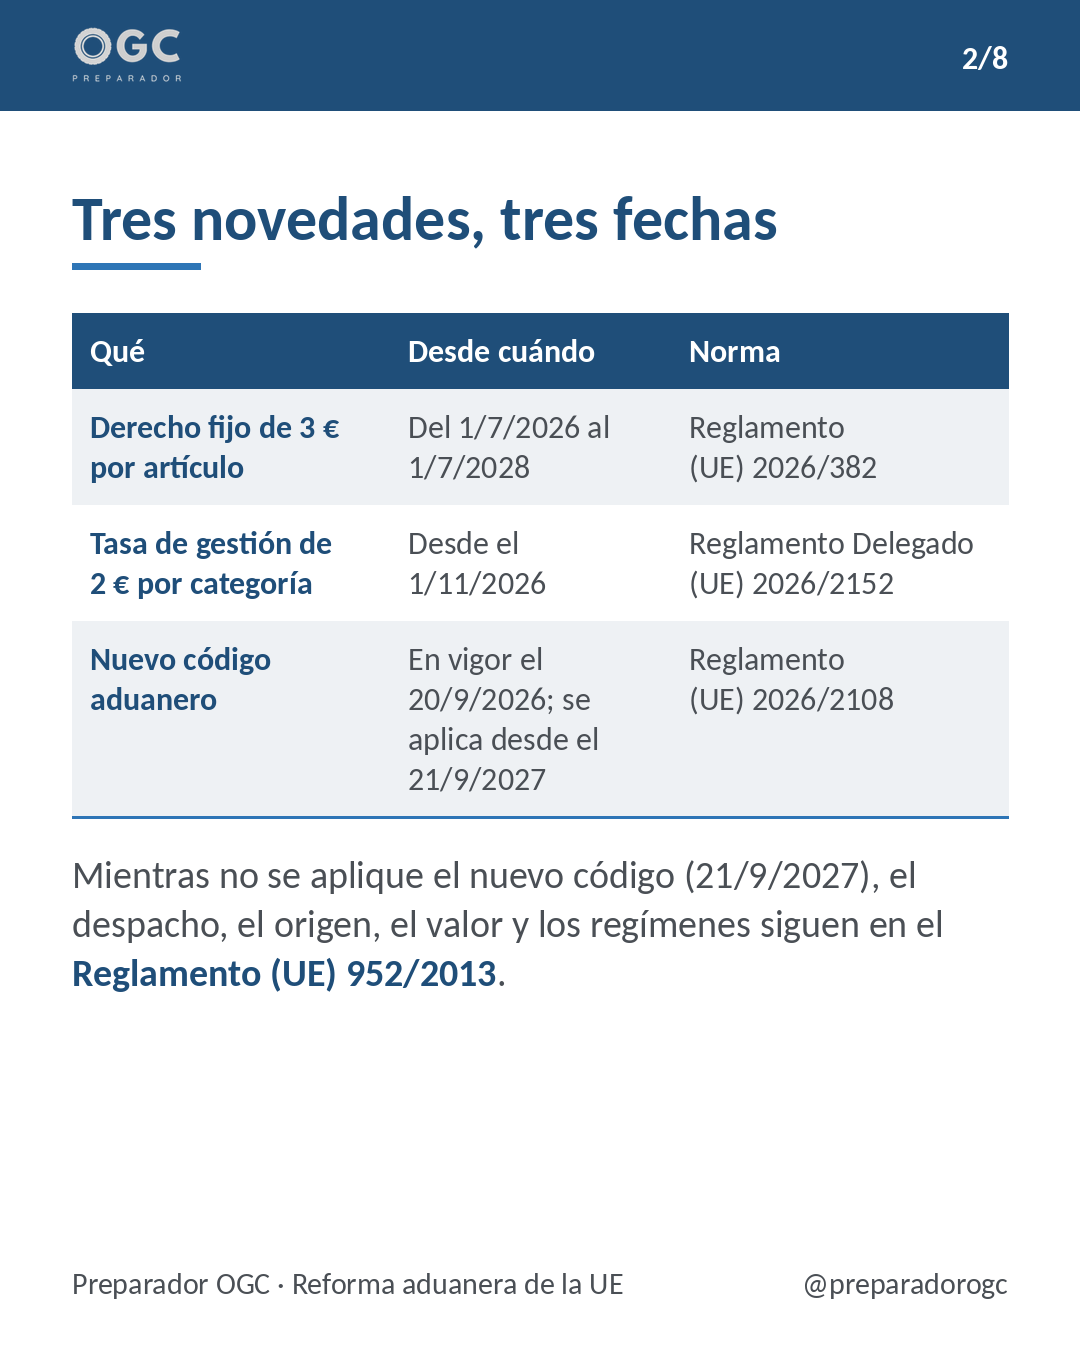 OGC
PREPARADOR
2/8
Tres novedades, tres fechas
Qué Desde cuándo Norma
Derecho fijo de 3 € Del 1/7/2026 al Reglamento
por artículo 1/7/2028 (UE) 2026/382
Tasa de gestión de Desde el Reglamento Delegado
2 € por categoría 1/11/2026 (UE) 2026/2152
Nuevo código En vigor el Reglamento
aduanero 20/9/2026; se (UE) 2026/2108
aplica desde el
21/9/2027
Mientras no se aplique el nuevo código (21/9/2027), el
despacho, el origen, el valor y los regímenes siguen en el
Reglamento (UE) 952/2013.
Preparador OGC · Reforma aduanera de la UE @preparadorogc